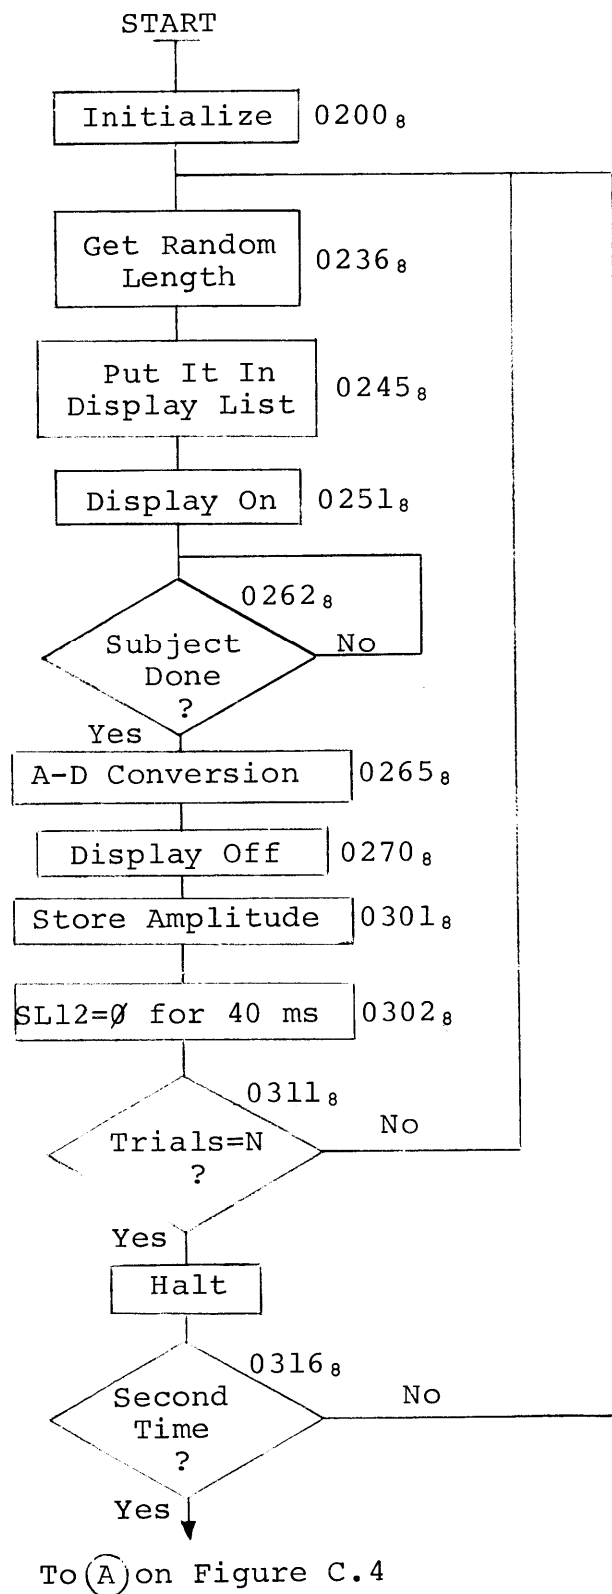 START
Initialize 0200₈
Get Random
Length
0236₈
Put It In
Display List
0245₈
Display On 0251₈
0262₈
Subject
Done
?
No
Yes
A-D Conversion 0265₈
Display Off 0270₈
Store Amplitude 0301₈
SL12=Ø for 40 ms 0302₈
0311₈
Trials=N
?
No
Yes
Halt
0316₈
Second
Time
?
No
Yes
To (A) on Figure C.4